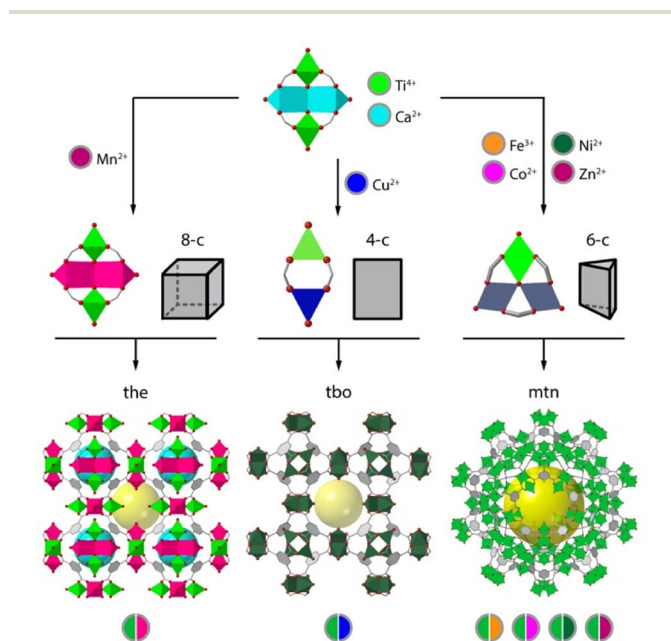 Ti⁴⁺
Ca²⁺
Mn²⁺
Cu²⁺
Fe³⁺ Ni²⁺
Co²⁺ Zn²⁺
8-c 4-c 6-c
the tbo mtn